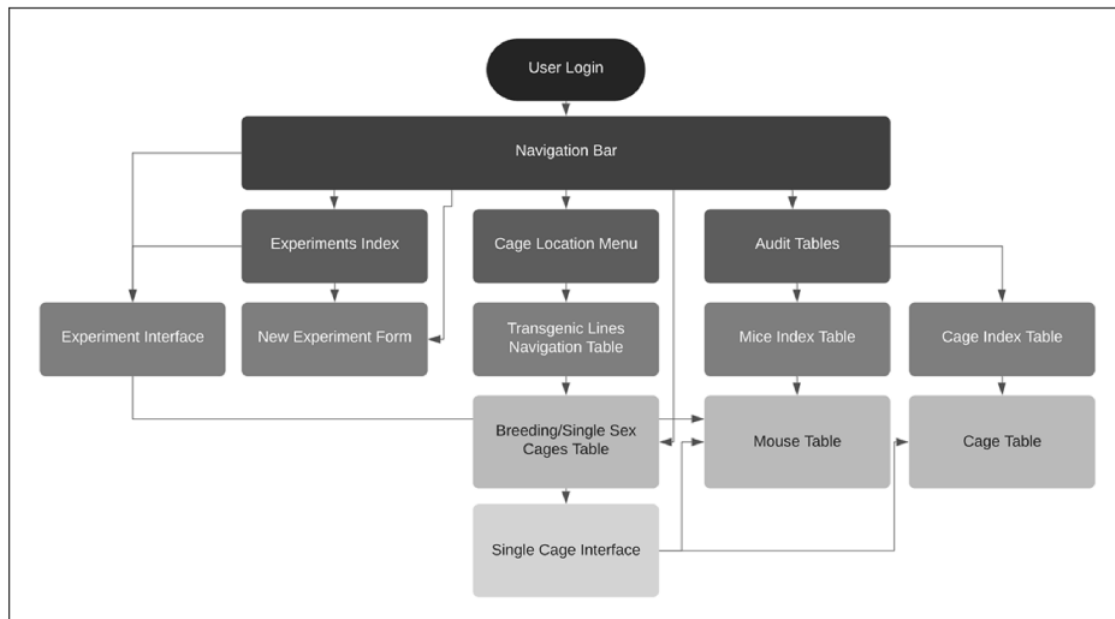 User Login
Navigation Bar
Experiments Index
Cage Location Menu
Audit Tables
Experiment Interface
New Experiment Form
Transgenic Lines
Navigation Table
Mice Index Table
Cage Index Table
Breeding/Single Sex
Cages Table
Mouse Table
Cage Table
Single Cage Interface